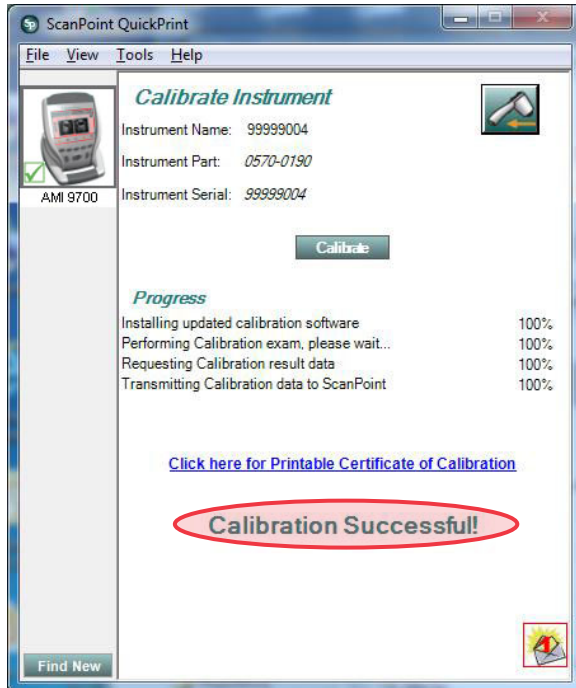 ScanPoint QuickPrint
File View Tools Help
AMI 9700
Calibrate Instrument
Instrument Name: 99999004
Instrument Part: 0570-0190
Instrument Serial: 99999004
Calibrate
Progress
Installing updated calibration software 100%
Performing Calibration exam, please wait... 100%
Requesting Calibration result data 100%
Transmitting Calibration data to ScanPoint 100%
Click here for Printable Certificate of Calibration
Calibration Successful!
Find New